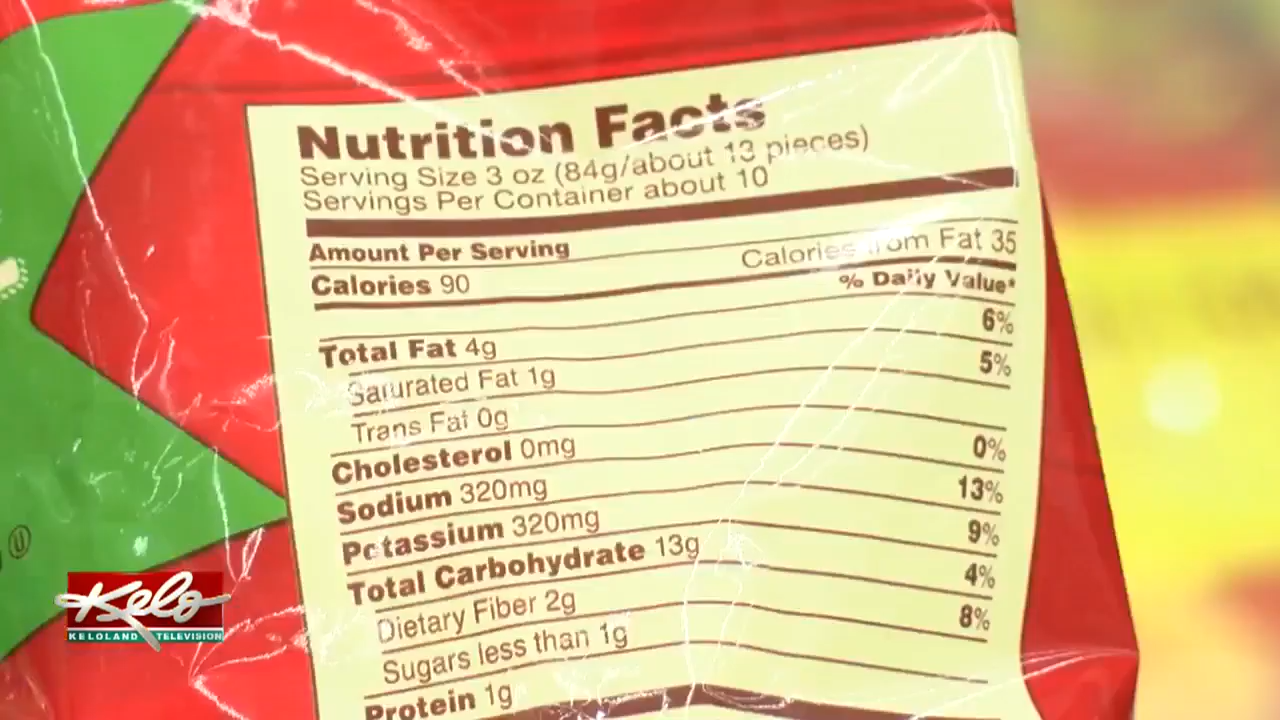 Nutrition Facts
Serving Size 3 oz (84g/about 13 pieces)
Servings Per Container about 10
Amount Per Serving
Calories 90 Calories from Fat 35
% Daily Value*
Total Fat 4g 6%
Saturated Fat 1g 5%
Trans Fat 0g
Cholesterol 0mg 0%
Sodium 320mg 13%
Potassium 320mg 9%
Total Carbohydrate 13g 4%
Dietary Fiber 2g 8%
Sugars less than 1g
Protein 1g
U
Kelo
KELOLAND TELEVISION